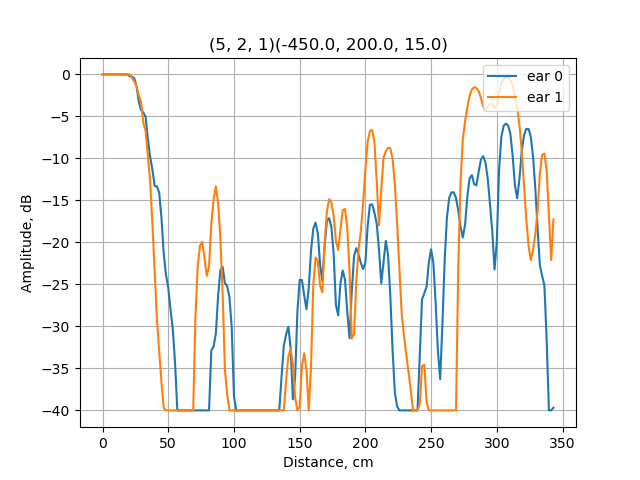 (5, 2, 1)(-450.0, 200.0, 15.0)
ear 0
ear 1
0
−5
−10
−15
−20
−25
−30
−35
−40
Amplitude, dB
0 50 100 150 200 250 300 350
Distance, cm